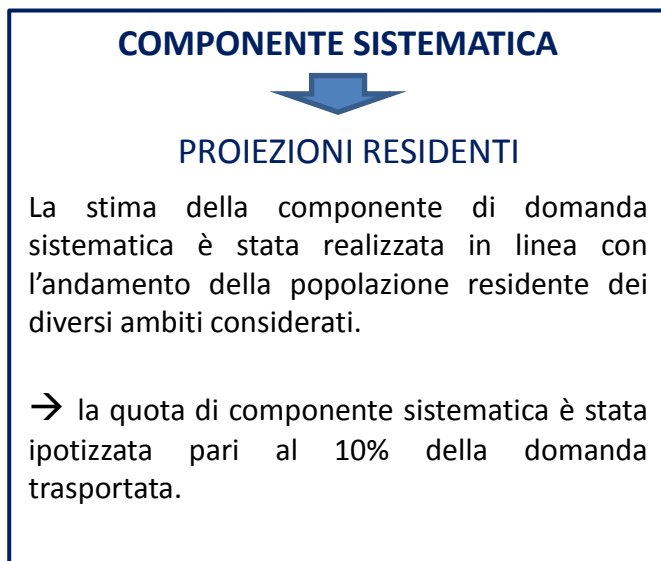 COMPONENTE SISTEMATICA
PROIEZIONI RESIDENTI
La stima della componente di domanda
sistematica è stata realizzata in linea con
l’andamento della popolazione residente dei
diversi ambiti considerati.
→ la quota di componente sistematica è stata
ipotizzata pari al 10% della domanda
trasportata.